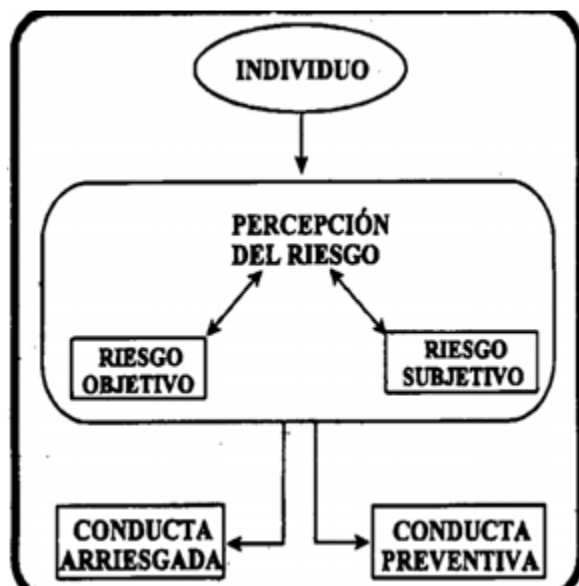 INDIVIDUO
PERCEPCIÓN
DEL RIESGO
RIESGO
OBJETIVO
RIESGO
SUBJETIVO
CONDUCTA
ARRIESGADA
CONDUCTA
PREVENTIVA